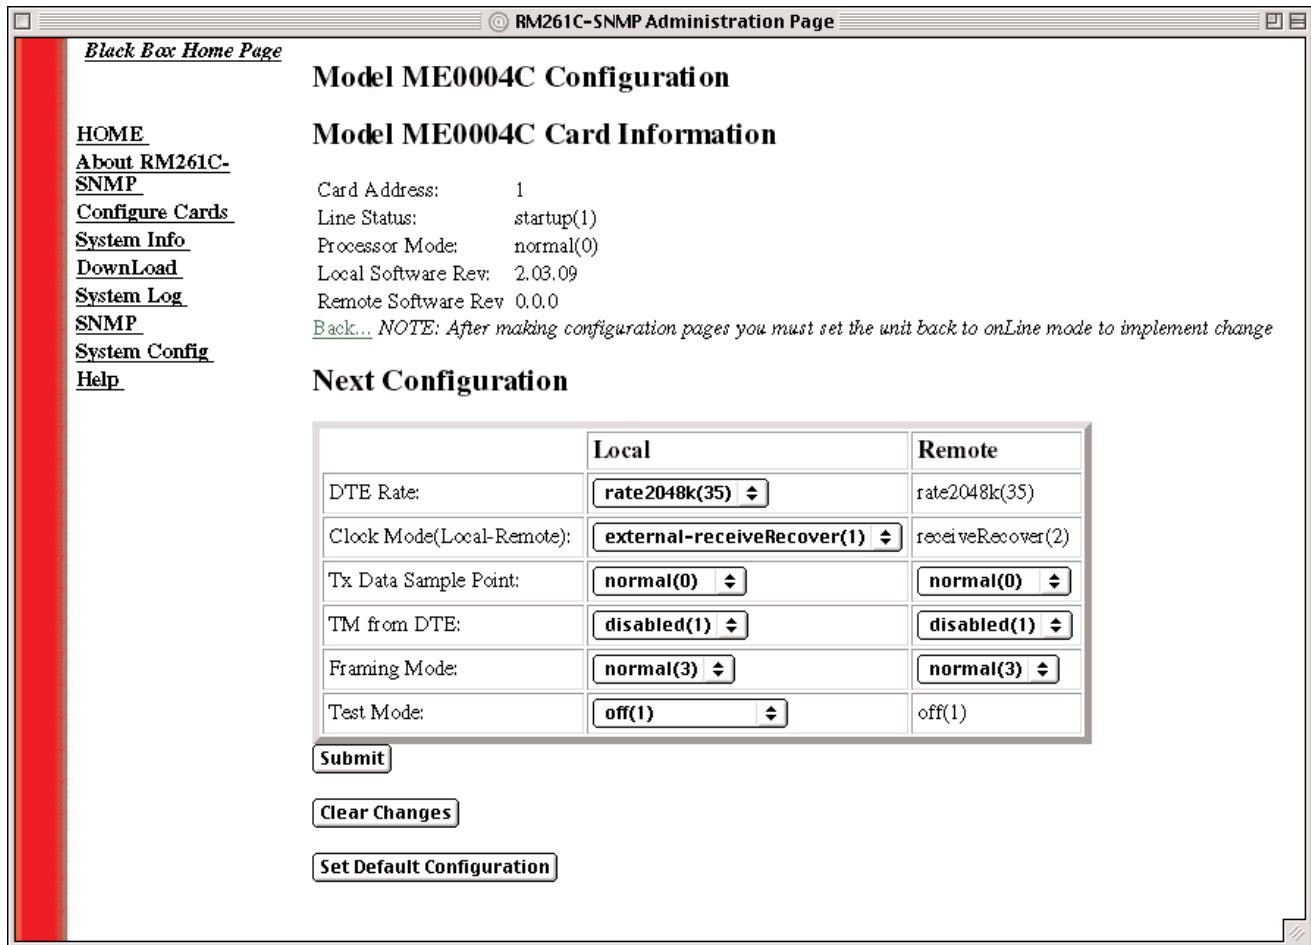 RM261C-SNMP Administration Page
Black Box Home Page
HOME
About RM261C-
SNMP
Configure Cards
System Info
DownLoad
System Log
SNMP
System Config
Help
Model ME0004C Configuration
Model ME0004C Card Information
Card Address: 1
Line Status: startup(1)
Processor Mode: normal(0)
Local Software Rev: 2.03.09
Remote Software Rev 0.0.0
Back... NOTE: After making configuration pages you must set the unit back to onLine mode to implement change
Next Configuration
Local Remote
DTE Rate: rate2048k(35) rate2048k(35)
Clock Mode(Local-Remote): external-receiveRecover(1) receiveRecover(2)
Tx Data Sample Point: normal(0) normal(0)
TM from DTE: disabled(1) disabled(1)
Framing Mode: normal(3) normal(3)
Test Mode: off(1) off(1)
Submit
Clear Changes
Set Default Configuration